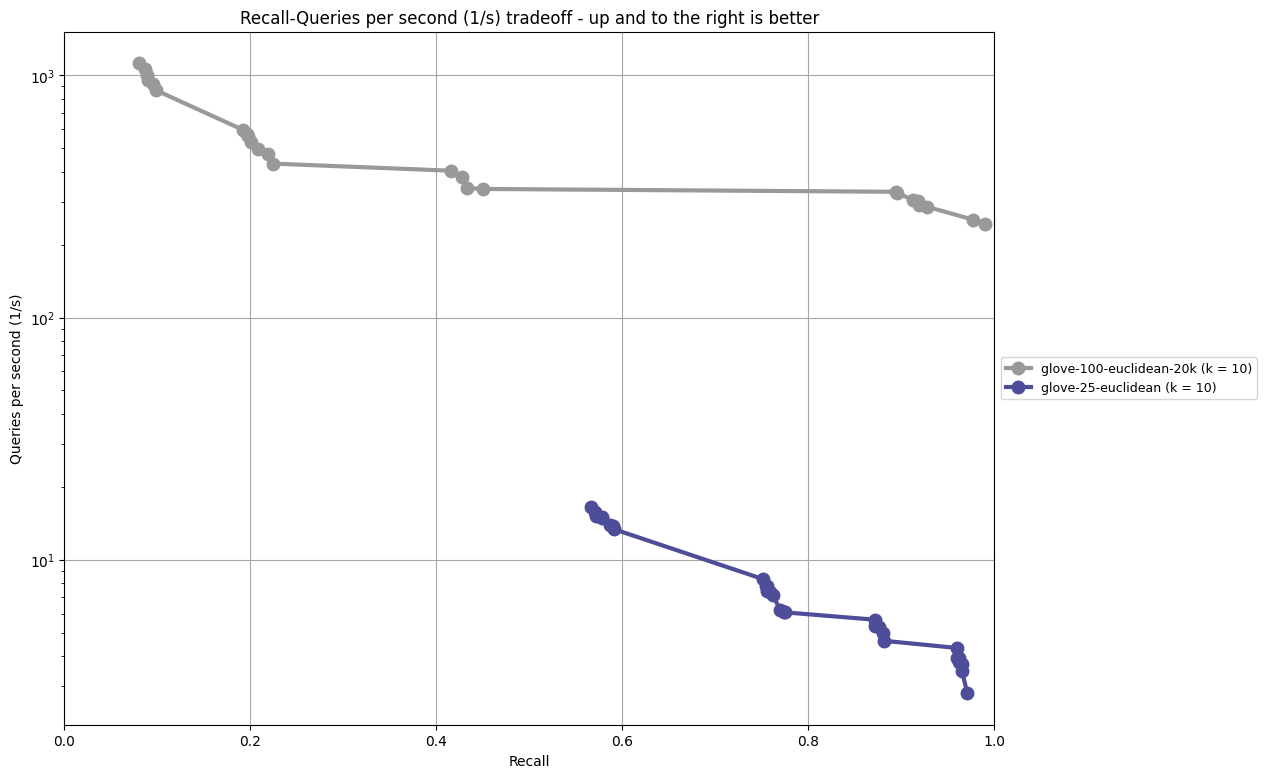 Recall-Queries per second (1/s) tradeoff - up and to the right is better
Queries per second (1/s)
10³
10²
10¹
0.0 0.2 0.4 0.6 0.8 1.0
Recall
glove-100-euclidean-20k (k = 10)
glove-25-euclidean (k = 10)